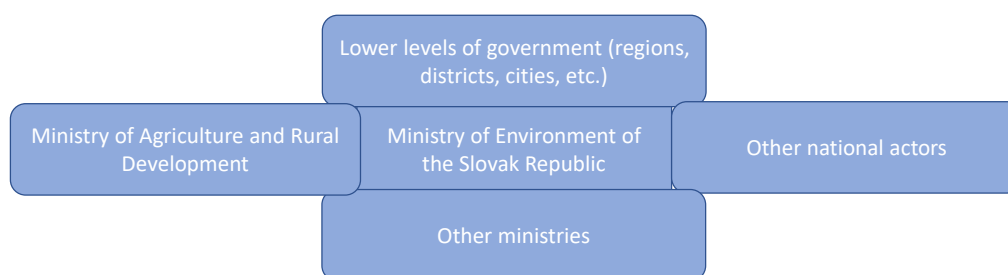 Lower levels of government (regions,
districts, cities, etc.)
Ministry of Agriculture and Rural
Development
Ministry of Environment of
the Slovak Republic
Other national actors
Other ministries